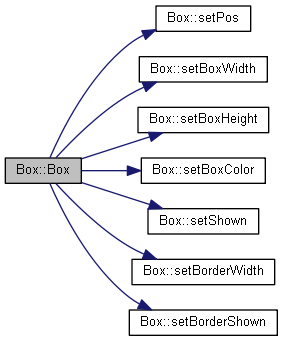 Box::setPos
Box::setBoxWidth
Box::setBoxHeight
Box::Box
Box::setBoxColor
Box::setShown
Box::setBorderWidth
Box::setBorderShown